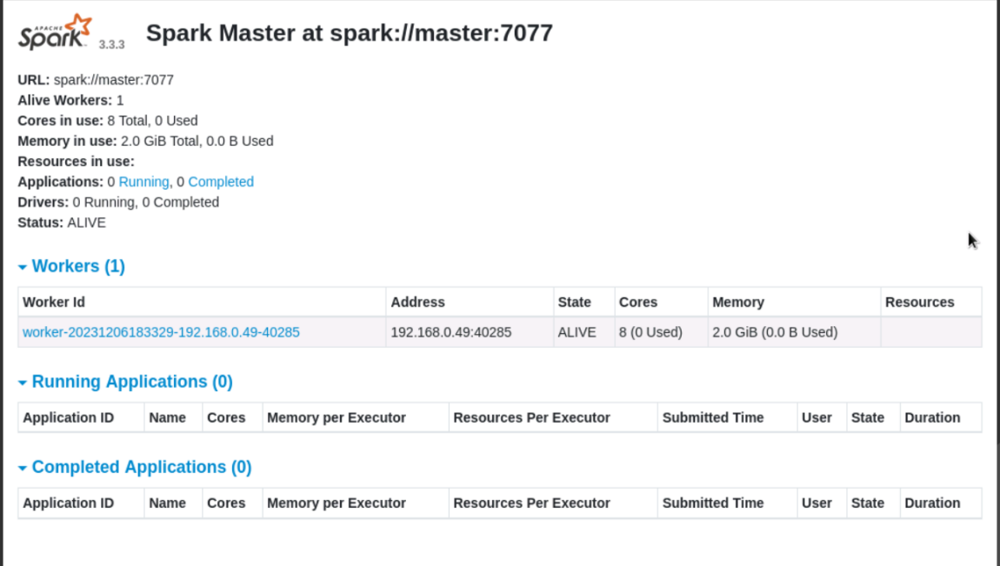 APACHE
Spark 3.3.3 Spark Master at spark://master:7077
URL: spark://master:7077
Alive Workers: 1
Cores in use: 8 Total, 0 Used
Memory in use: 2.0 GiB Total, 0.0 B Used
Resources in use:
Applications: 0 Running, 0 Completed
Drivers: 0 Running, 0 Completed
Status: ALIVE
Workers (1)
Worker Id Address State Cores Memory Resources
worker-20231206183329-192.168.0.49-40285 192.168.0.49:40285 ALIVE 8 (0 Used) 2.0 GiB (0.0 B Used)
Running Applications (0)
Application ID Name Cores Memory per Executor Resources Per Executor Submitted Time User State Duration
Completed Applications (0)
Application ID Name Cores Memory per Executor Resources Per Executor Submitted Time User State Duration